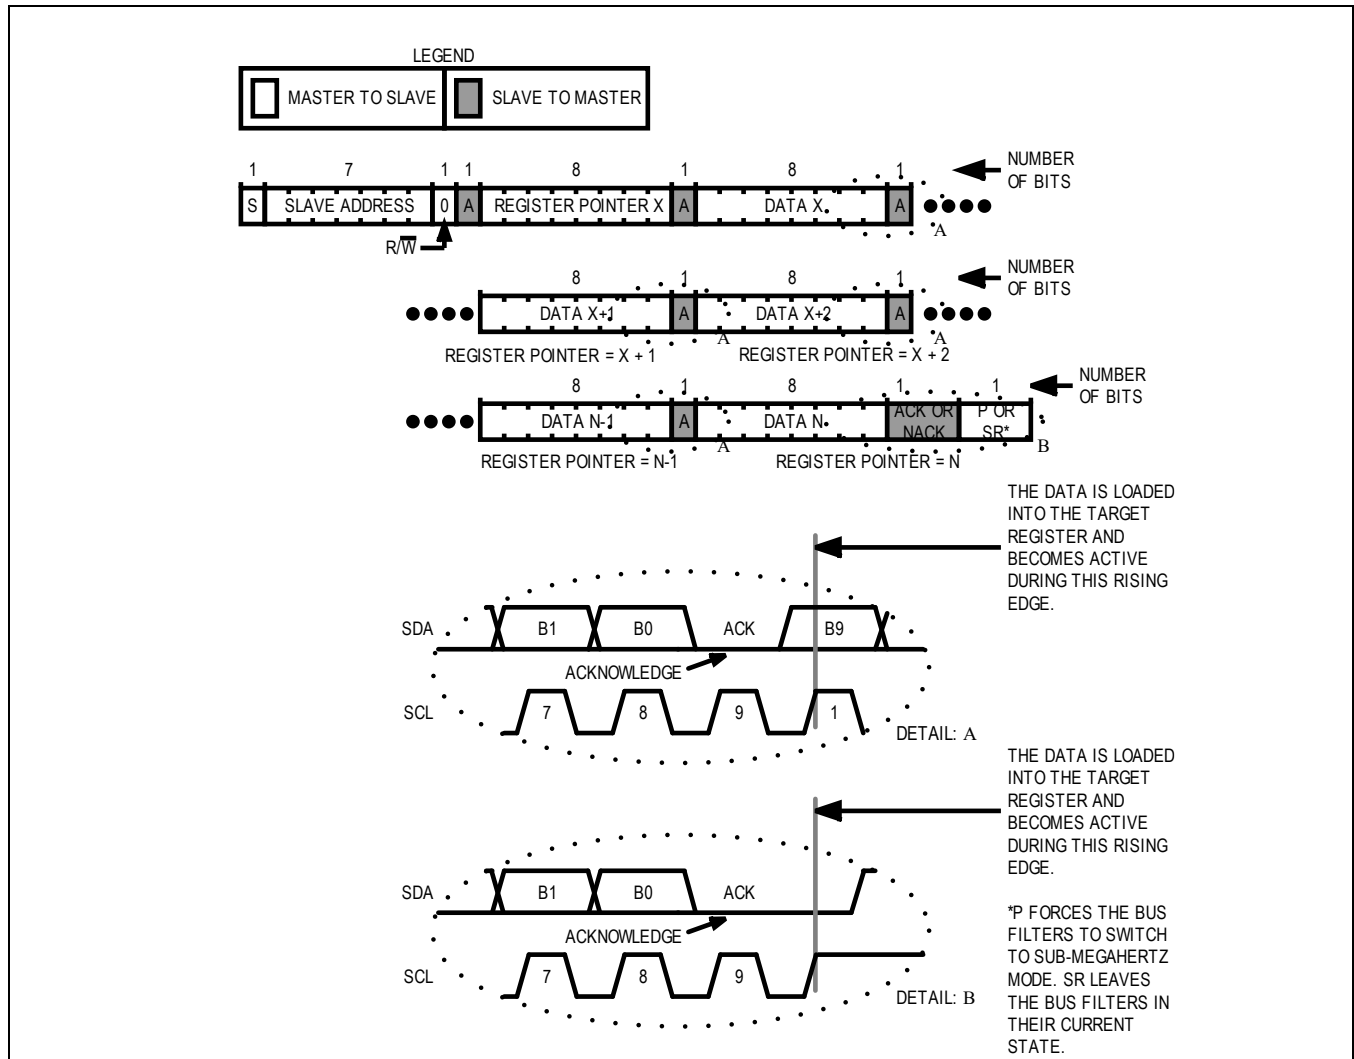 LEGEND
MASTER TO SLAVE SLAVE TO MASTER
1 7 1 1 8 1 8 1
NUMBER
OF BITS
S SLAVE ADDRESS 0 A REGISTER POINTER X A DATA X A
A
R/W̅
8 1 8 1
NUMBER
OF BITS
DATA X+1 A DATA X+2 A
A A
REGISTER POINTER = X + 1 REGISTER POINTER = X + 2
8 1 8 1 1
NUMBER
OF BITS
DATA N-1 A DATA N ACK OR
NACK P OR
SR*
A B
REGISTER POINTER = N-1 REGISTER POINTER = N
THE DATA IS LOADED
INTO THE TARGET
REGISTER AND
BECOMES ACTIVE
DURING THIS RISING
EDGE.
SDA B1 B0 ACK B9
ACKNOWLEDGE
SCL 7 8 9 1
DETAIL: A
THE DATA IS LOADED
INTO THE TARGET
REGISTER AND
BECOMES ACTIVE
DURING THIS RISING
EDGE.
SDA B1 B0 ACK
ACKNOWLEDGE
SCL 7 8 9
DETAIL: B
*P FORCES THE BUS
FILTERS TO SWITCH
TO SUB-MEGAHERTZ
MODE. SR LEAVES
THE BUS FILTERS IN
THEIR CURRENT
STATE.